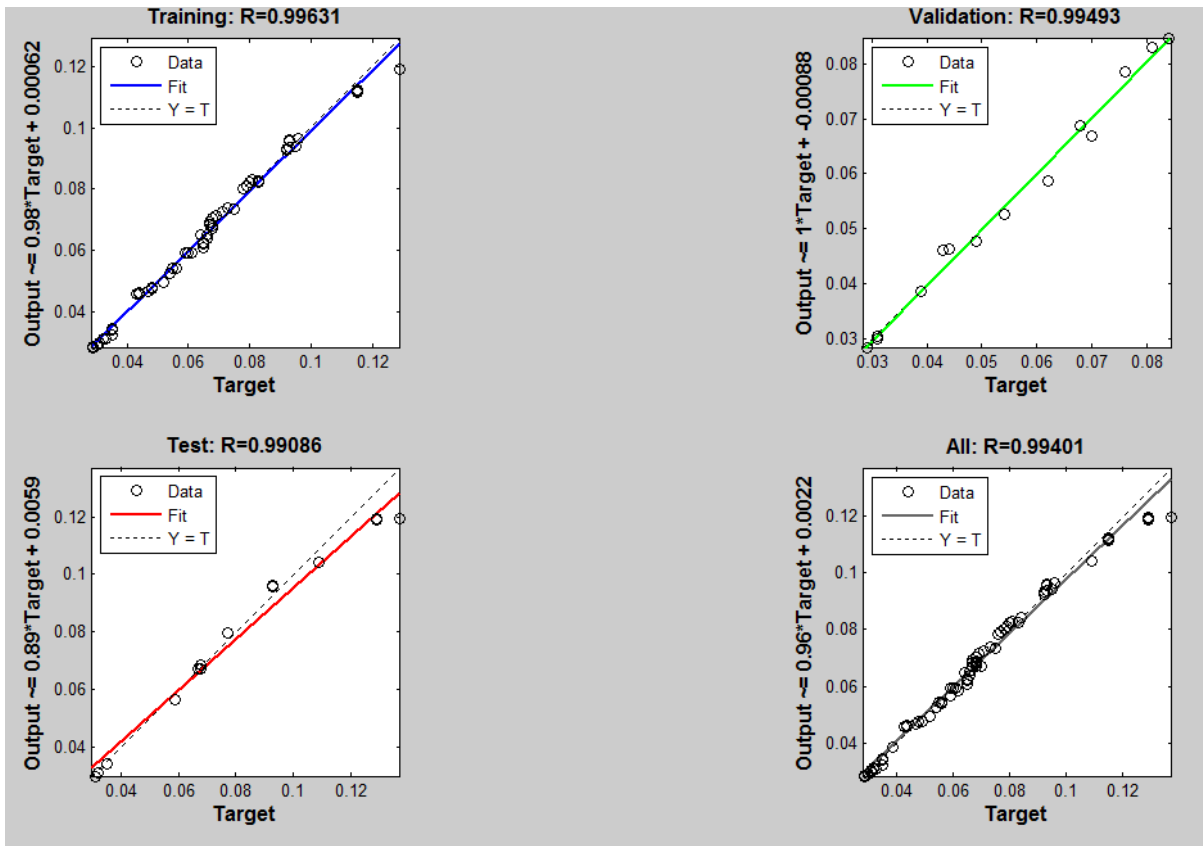 Training: R=0.99631
Output ~= 0.98*Target + 0.00062
0.12
0.1
0.08
0.06
0.04
Data
Fit
Y = T
0.04 0.06 0.08 0.1 0.12
Target
Validation: R=0.99493
Output ~= 1*Target + -0.00088
0.08
0.07
0.06
0.05
0.04
0.03
Data
Fit
Y = T
0.03 0.04 0.05 0.06 0.07 0.08
Target
Test: R=0.99086
Output ~= 0.89*Target + 0.0059
0.12
0.1
0.08
0.06
0.04
Data
Fit
Y = T
0.04 0.06 0.08 0.1 0.12
Target
All: R=0.99401
Output ~= 0.96*Target + 0.0022
0.12
0.1
0.08
0.06
0.04
Data
Fit
Y = T
0.04 0.06 0.08 0.1 0.12
Target